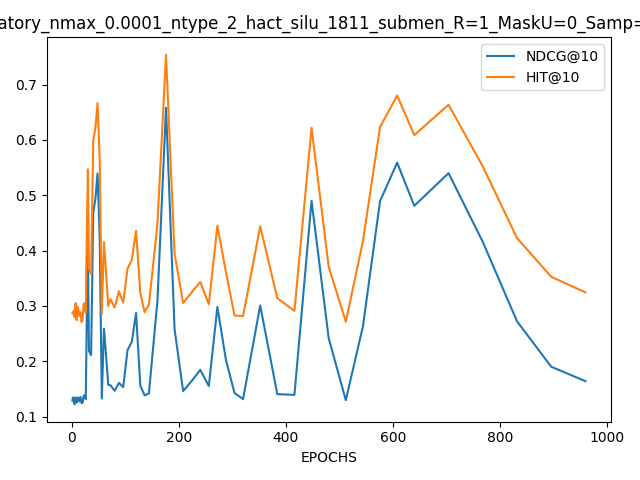 atory_nmax_0.0001_ntype_2_hact_silu_1811_submen_R=1_MaskU=0_Samp=
NDCG@10
HIT@10
0.7
0.6
0.5
0.4
0.3
0.2
0.1
0 200 400 600 800 1000
EPOCHS